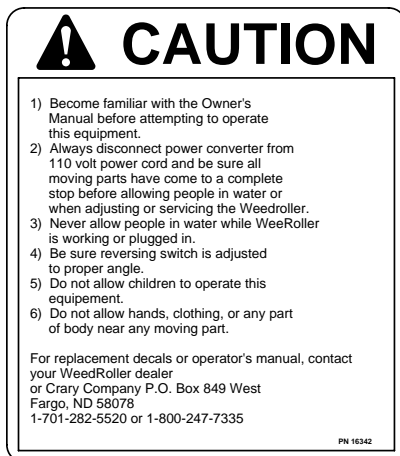 CAUTION
1) Become familiar with the Owner's
Manual before attempting to operate
this equipment.
2) Always disconnect power converter from
110 volt power cord and be sure all
moving parts have come to a complete
stop before allowing people in water or
when adjusting or servicing the Weedroller.
3) Never allow people in water while WeeRoller
is working or plugged in.
4) Be sure reversing switch is adjusted
to proper angle.
5) Do not allow children to operate this
equipement.
6) Do not allow hands, clothing, or any part
of body near any moving part.
For replacement decals or operator's manual, contact
your WeedRoller dealer
or Crary Company P.O. Box 849 West
Fargo, ND 58078
1-701-282-5520 or 1-800-247-7335
PN 16342